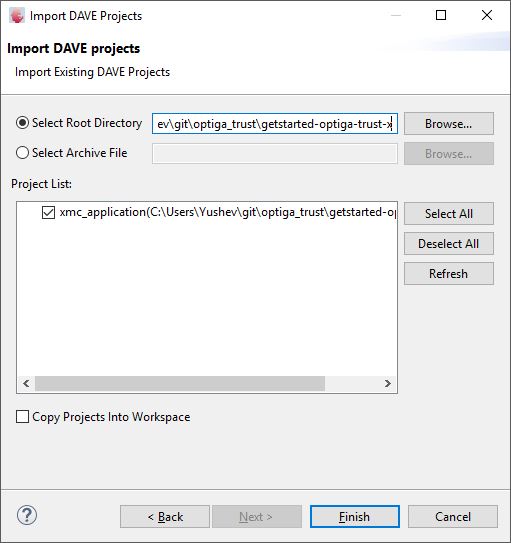 Import DAVE Projects
Import DAVE projects
Import Existing DAVE Projects
Select Root Directory ev\git\optiga_trust\getstarted-optiga-trust-x Browse...
Select Archive File Browse...
Project List:
xmc_application(C:\Users\Yushev\git\optiga_trust\getstarted-op Select All
Deselect All
Refresh
Copy Projects Into Workspace
? < Back Next > Finish Cancel